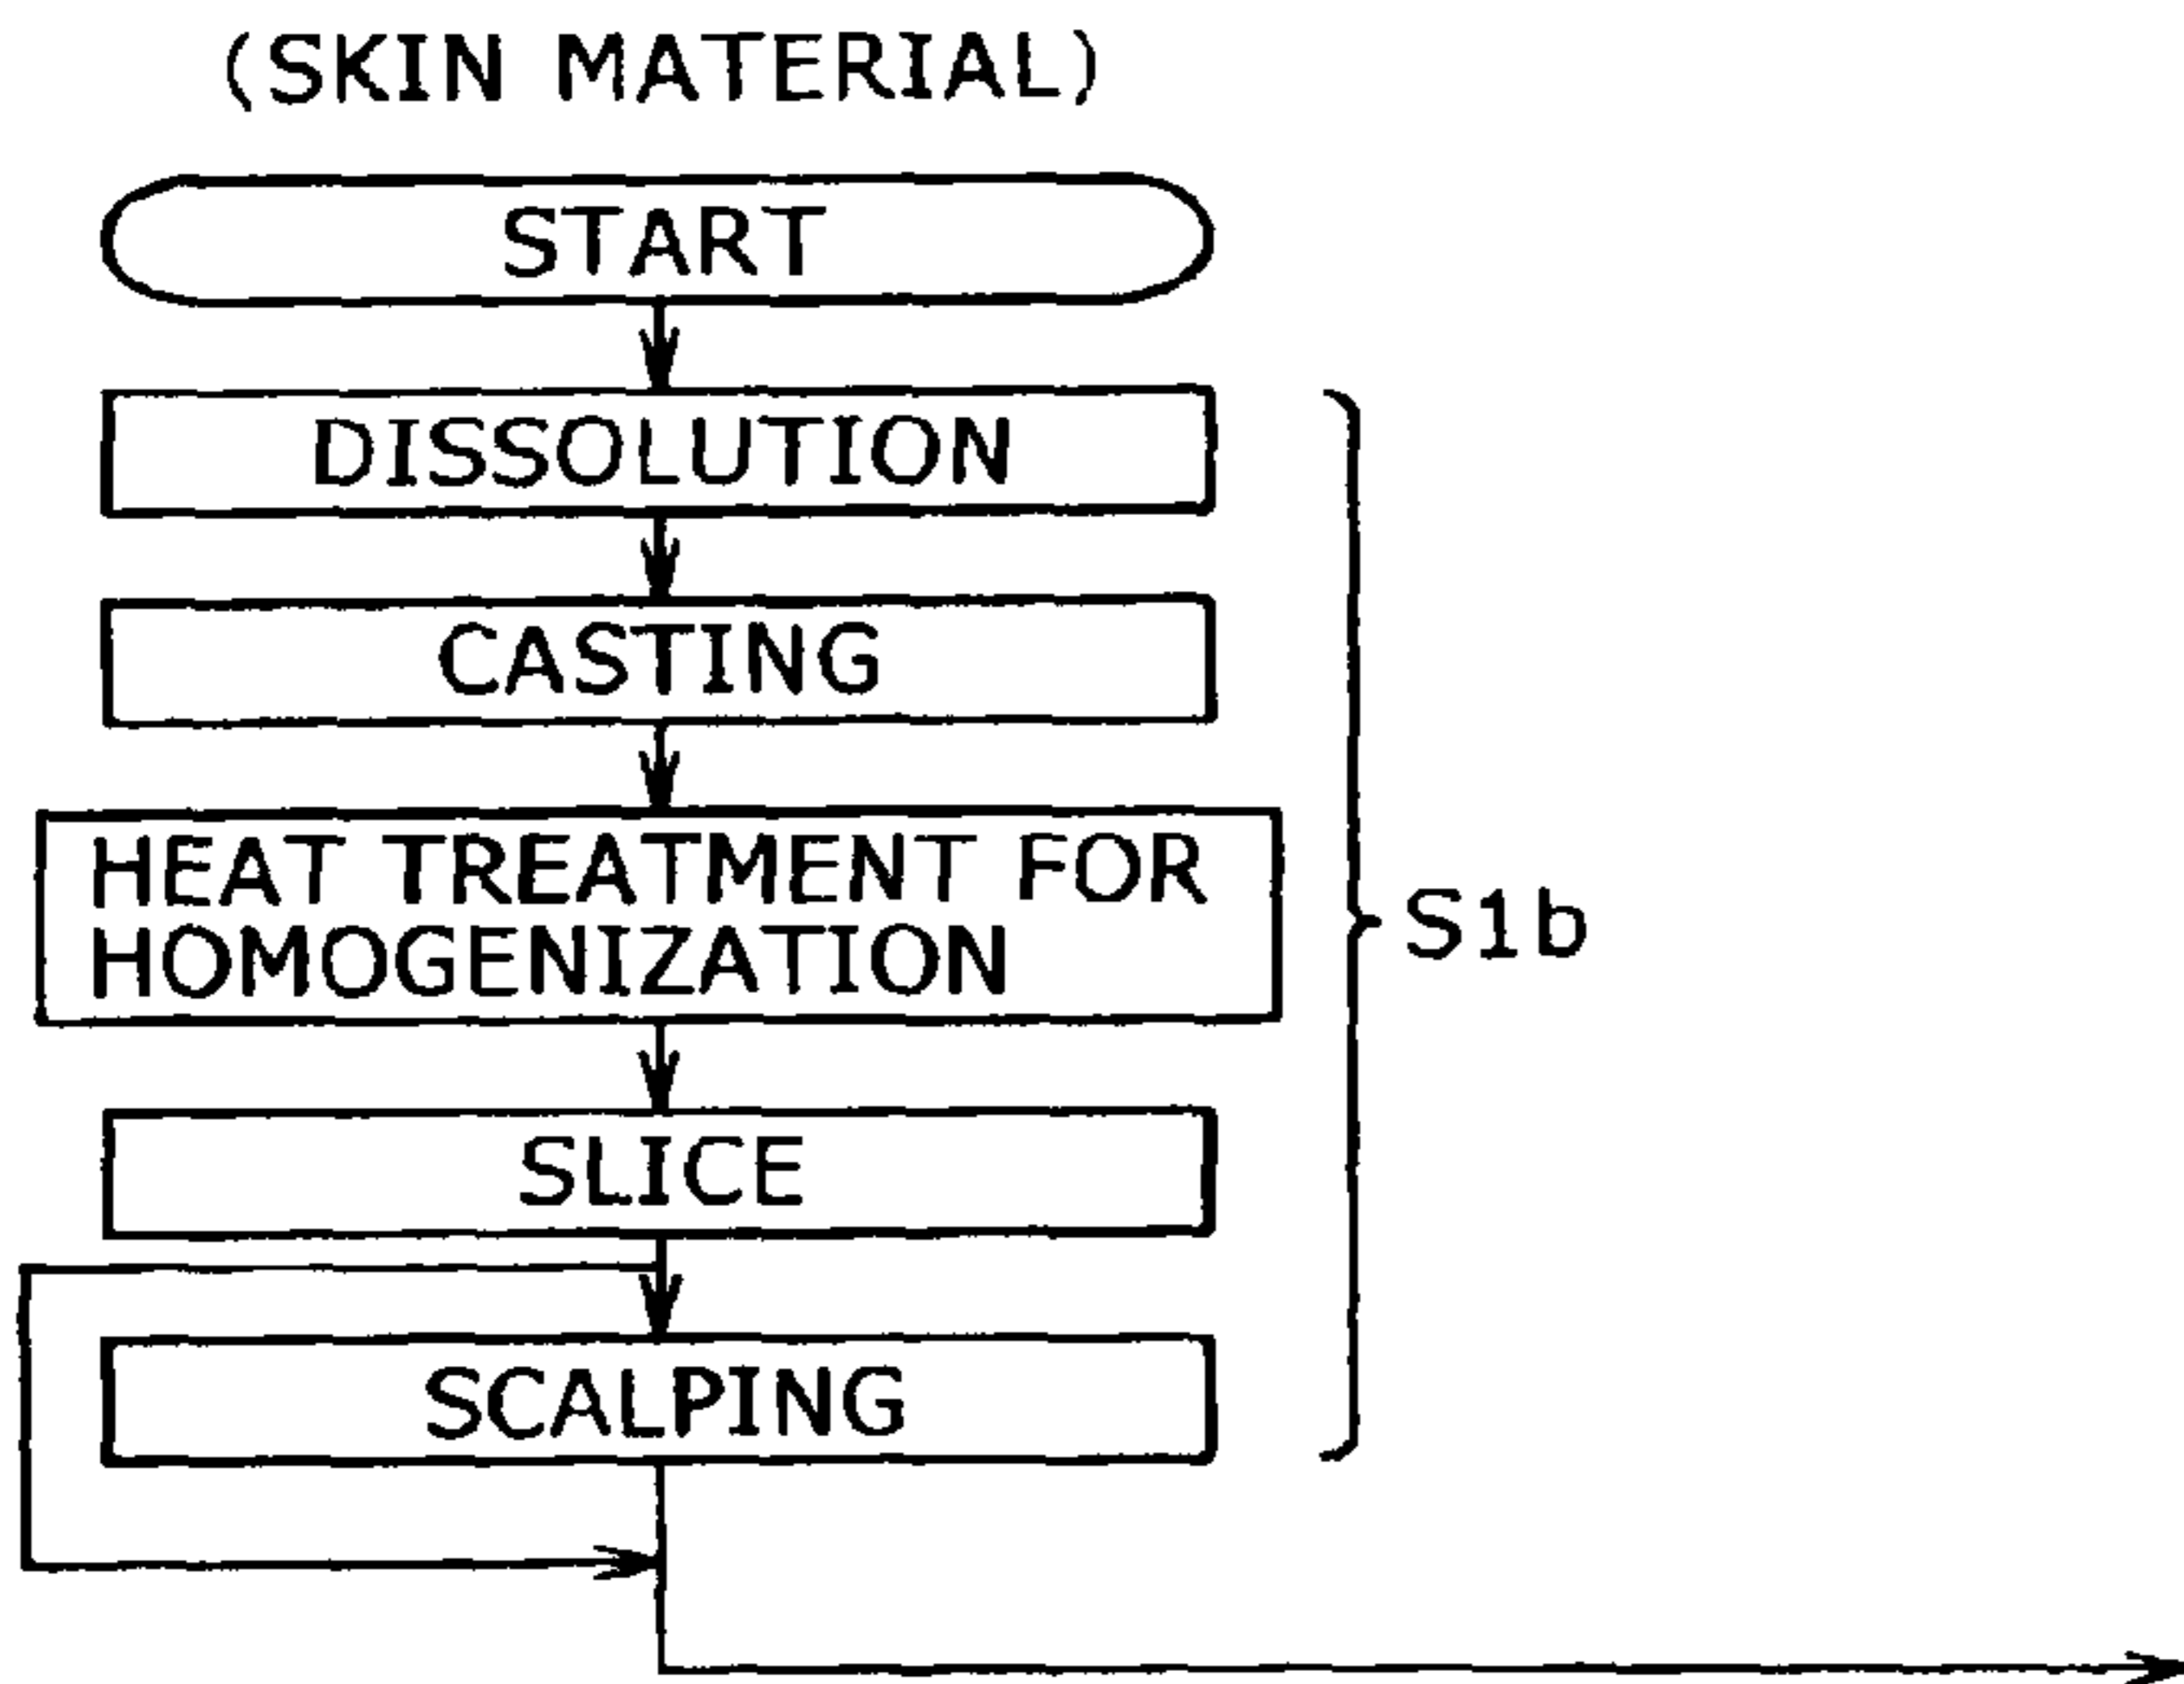 (SKIN MATERIAL)
START
DISSOLUTION
CASTING
HEAT TREATMENT FOR
HOMOGENIZATION
S1b
SLICE
SCALPING